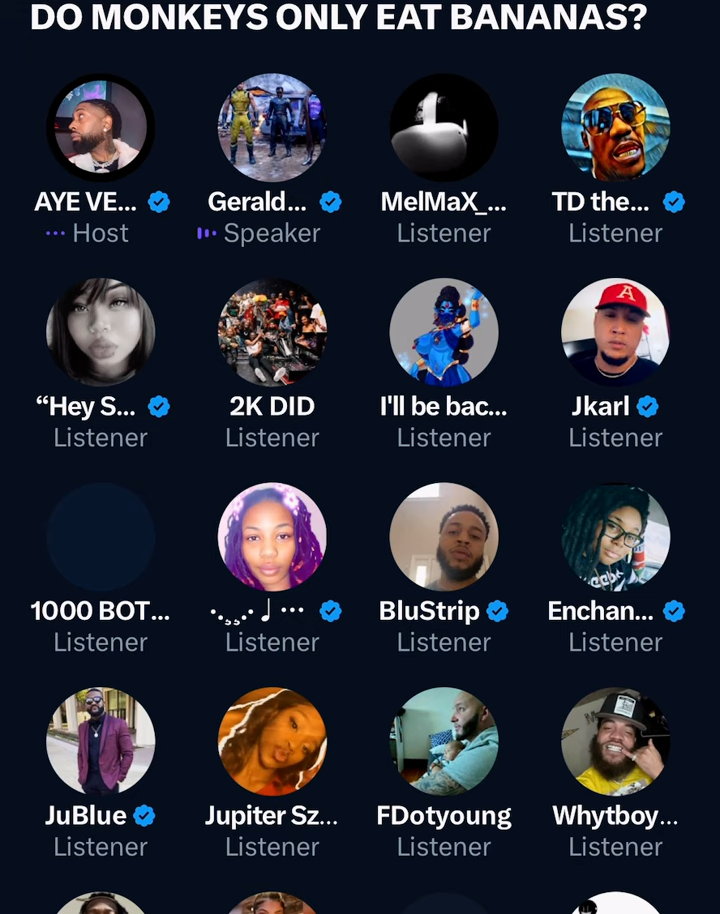 DO MONKEYS ONLY EAT BANANAS?
AYE VE... Gerald... MelMaX_... TD the...
Host Speaker Listener Listener
“Hey S... 2K DID I'll be bac... Jkarl
Listener Listener Listener Listener
1000 BOT... •.¸¸.• ♩ ··· BluStrip Enchan...
Listener Listener Listener Listener
JuBlue Jupiter Sz... FDotyoung Whytboy...
Listener Listener Listener Listener